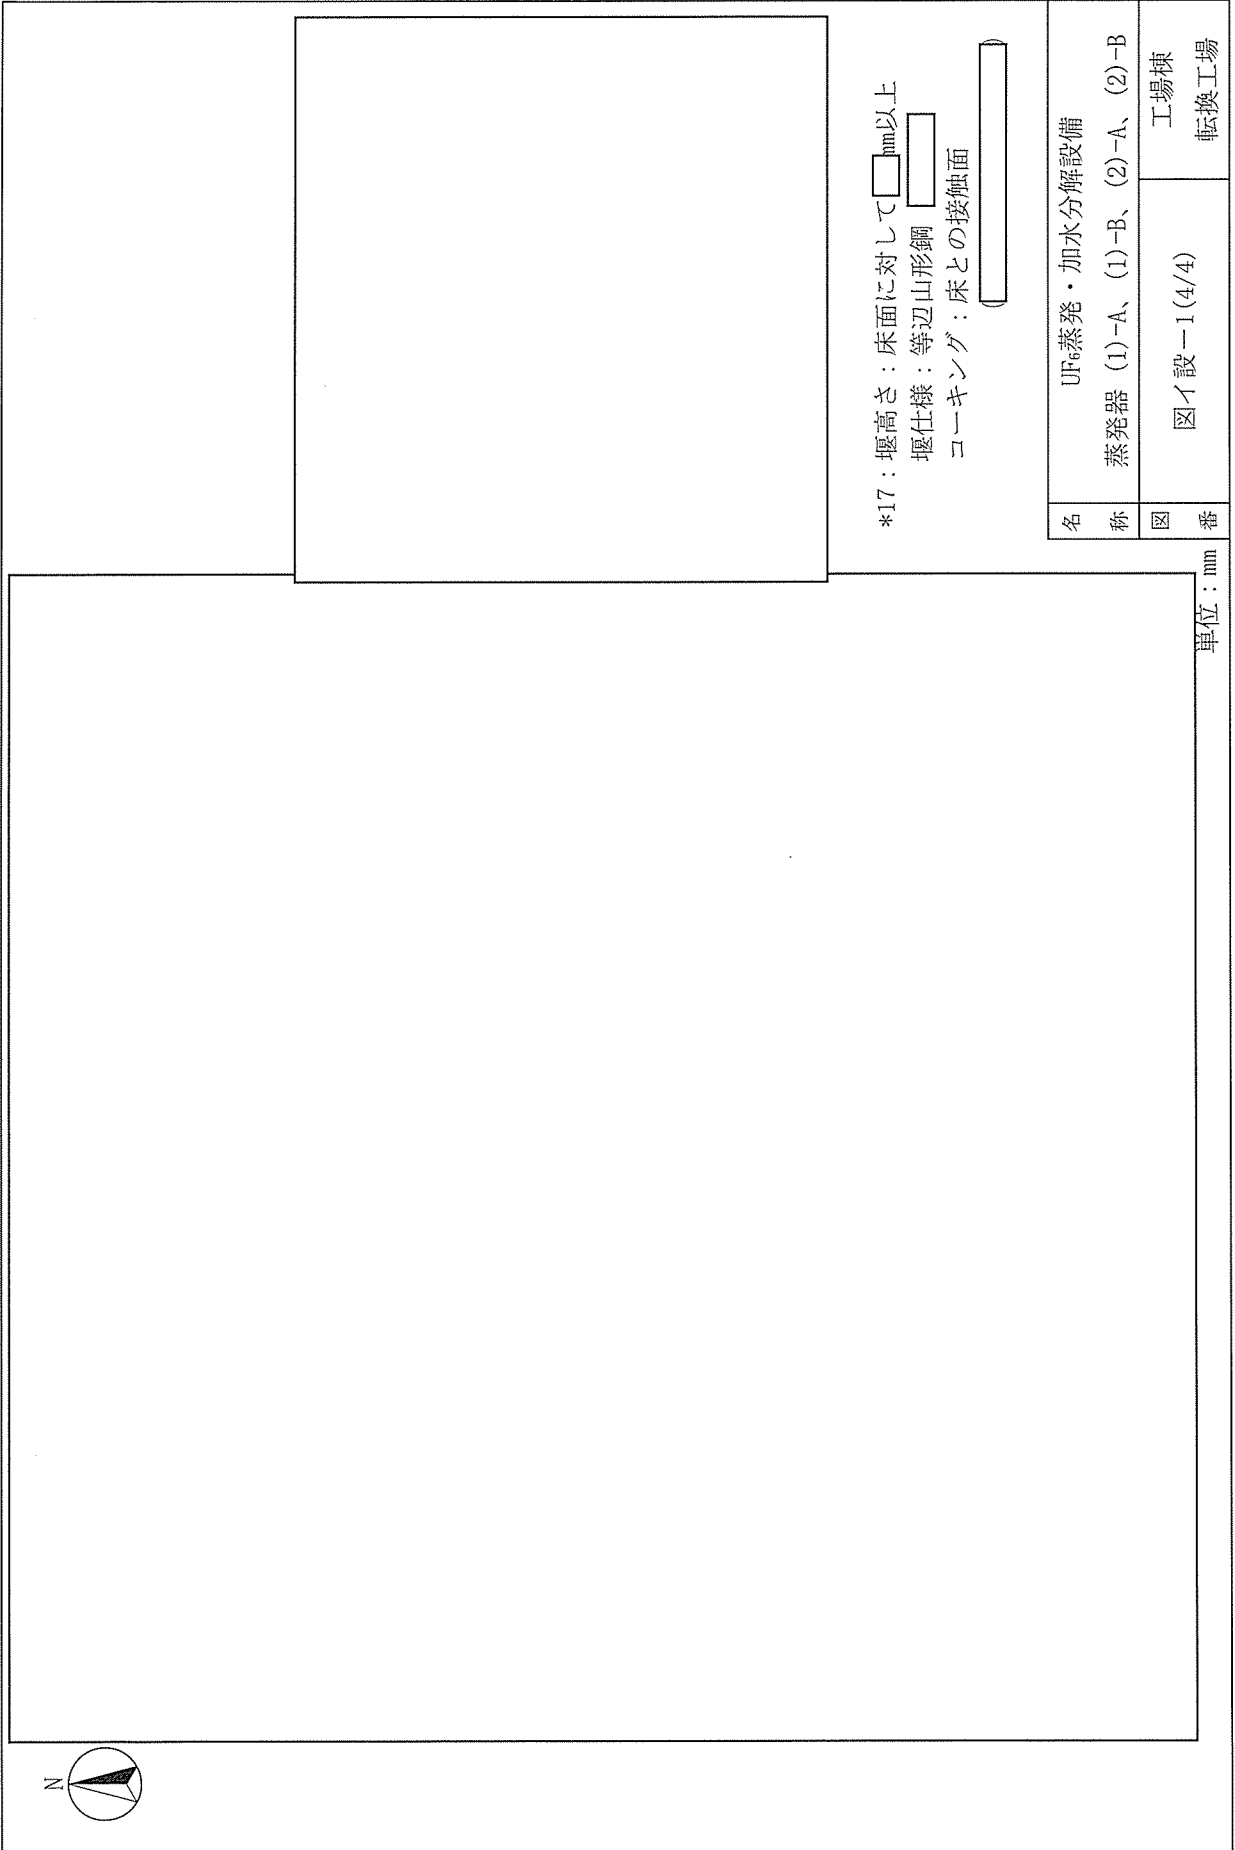 N
*17：堰高さ：床面に対して mm以上
堰仕様：等辺山形鋼
コーキング：床との接触面
( )
単位：mm
名称
UF₆蒸発・加水分解設備
蒸発器 (1)-A、(1)-B、(2)-A、(2)-B
図番
図イ設－1(4/4)
工場棟
転換工場